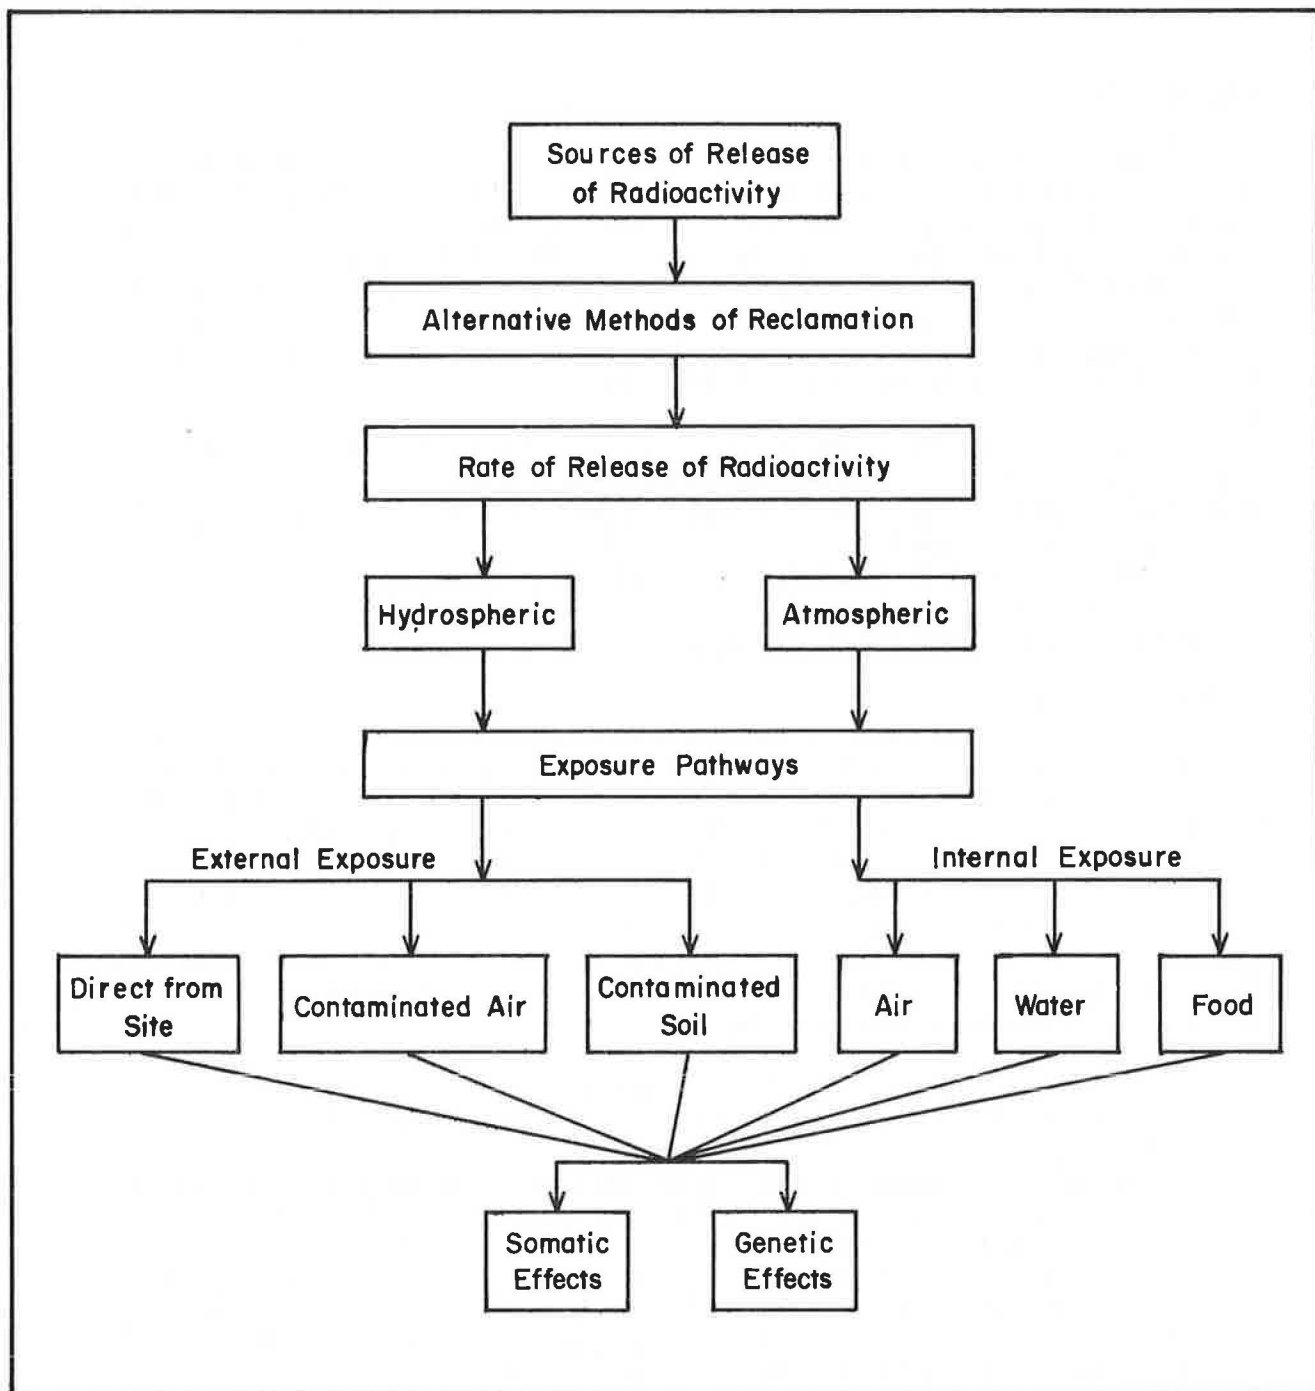 Sources of Release
of Radioactivity
Alternative Methods of Reclamation
Rate of Release of Radioactivity
Hydrospheric
Atmospheric
Exposure Pathways
External Exposure
Internal Exposure
Direct from
Site
Contaminated Air
Contaminated
Soil
Air
Water
Food
Somatic
Effects
Genetic
Effects